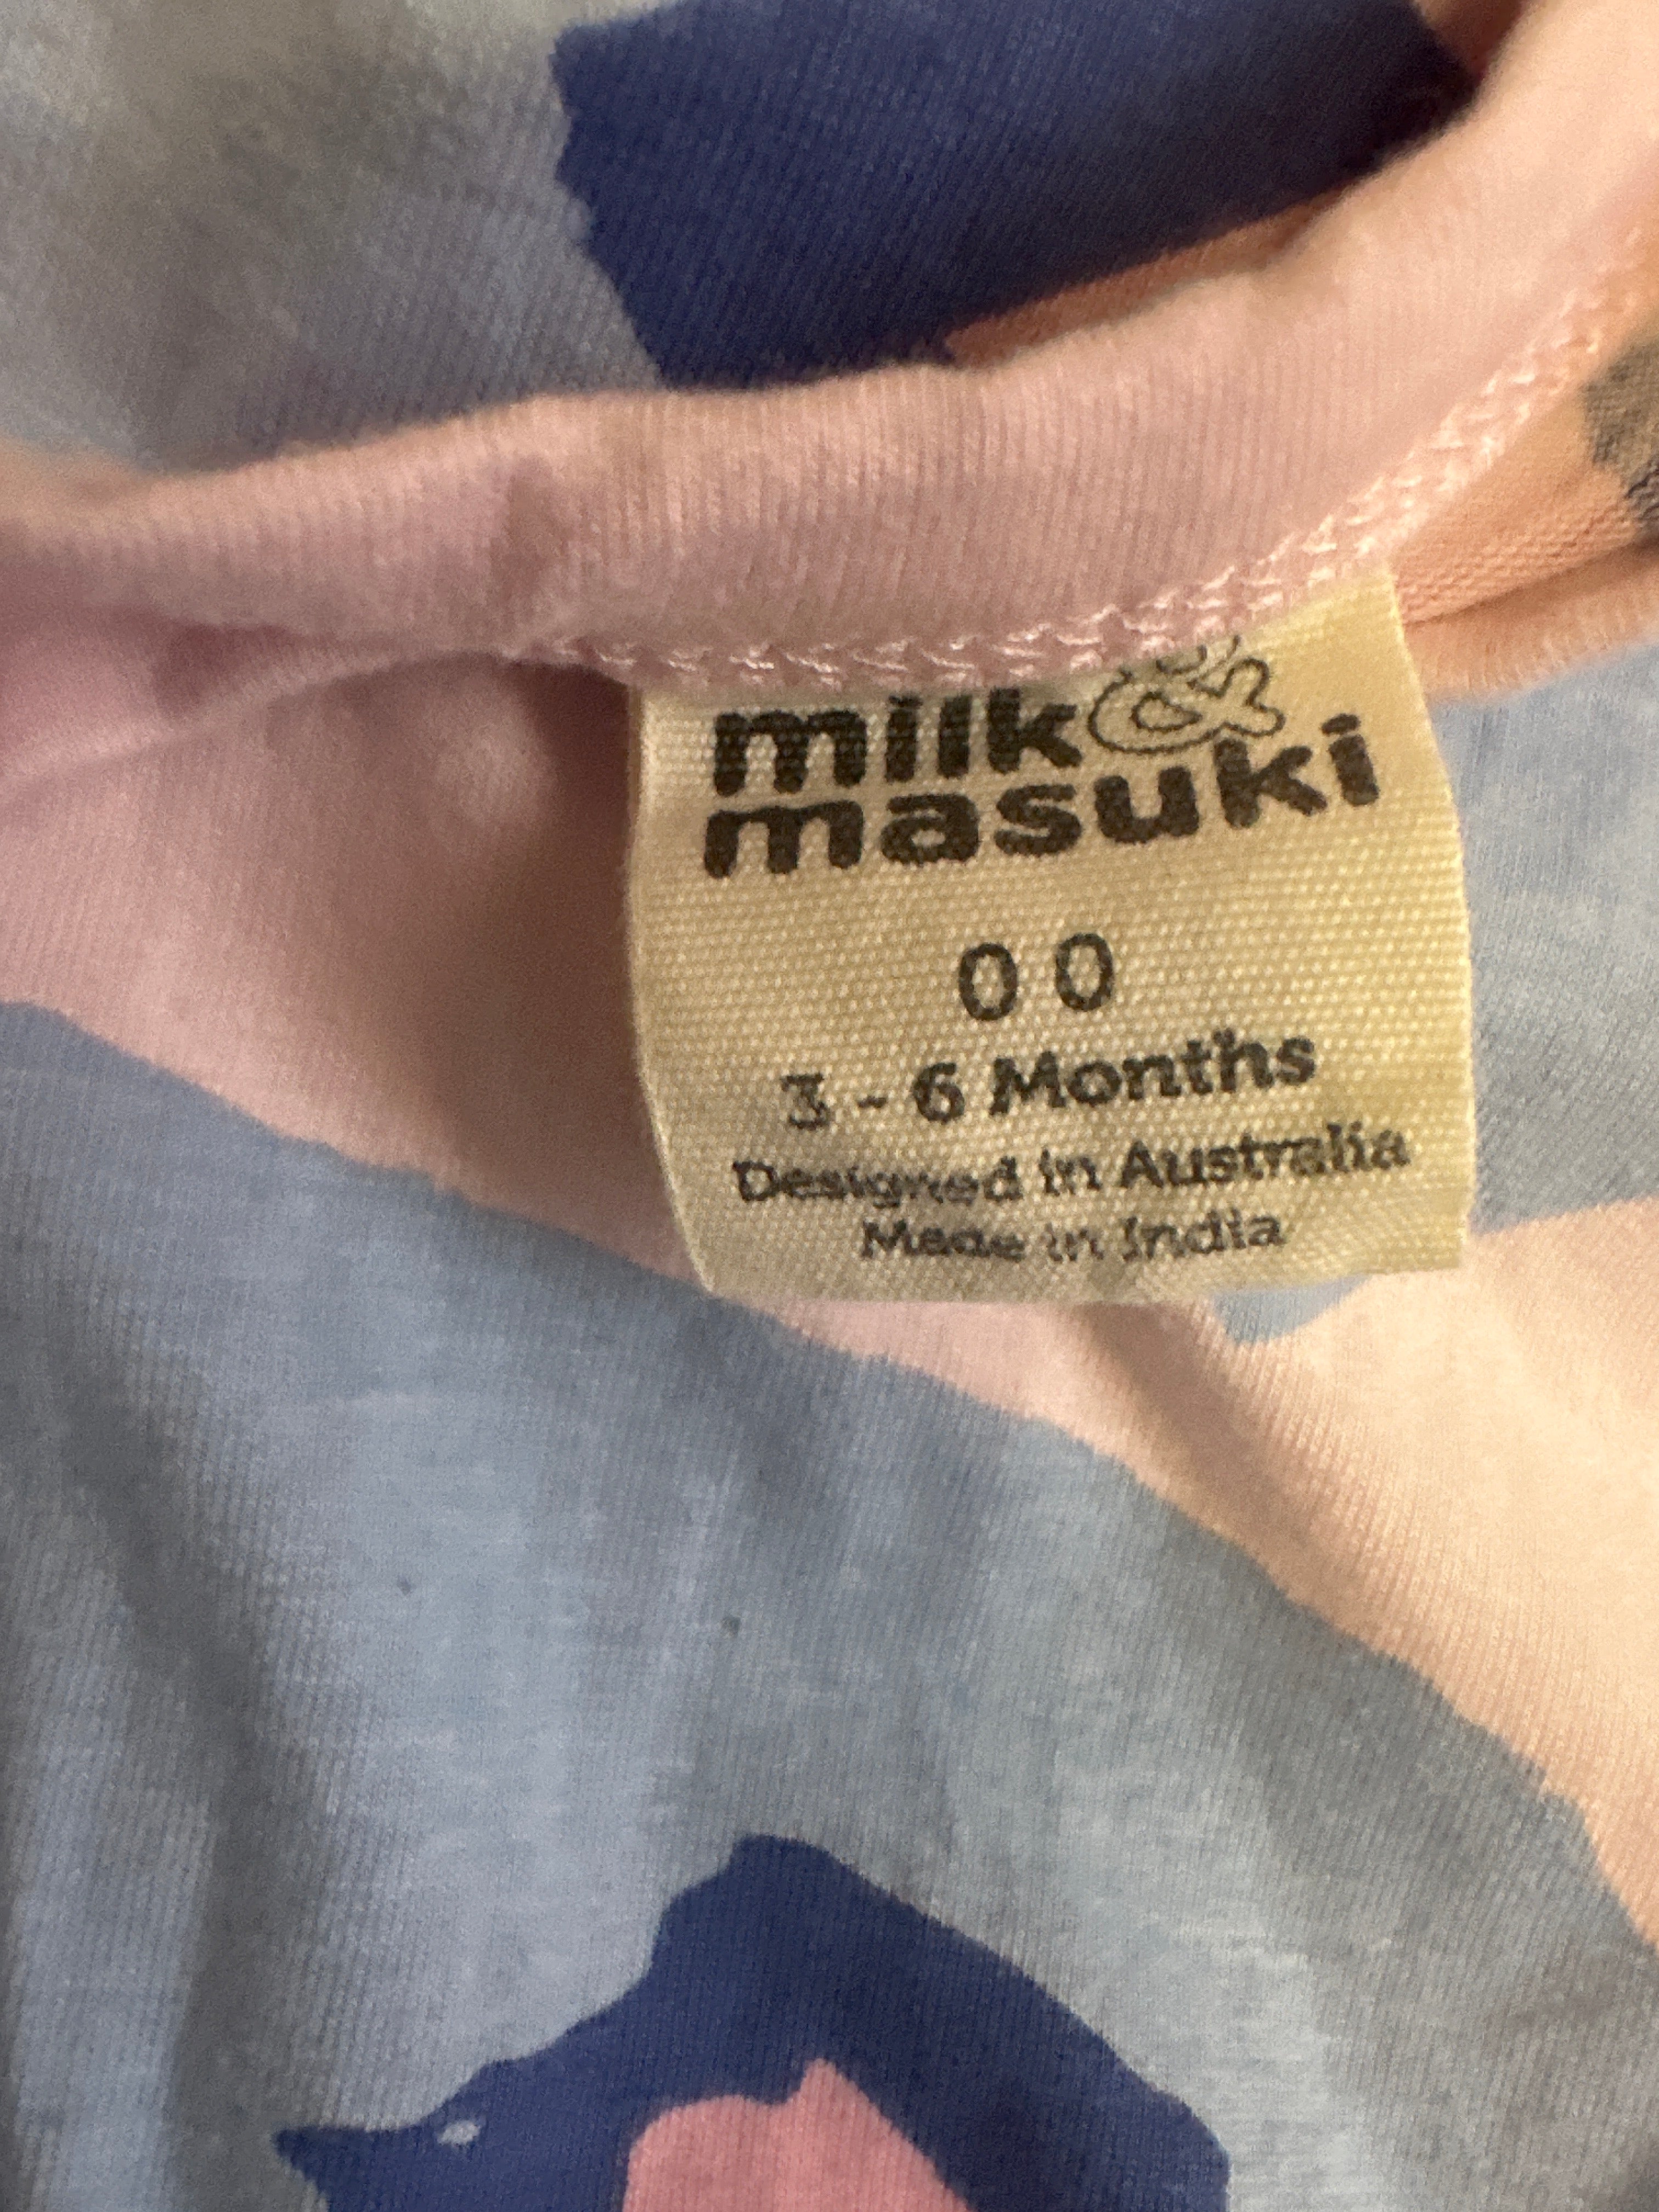 milk &
masuki
00
3 - 6 Months
Designed in Australia
Made in India